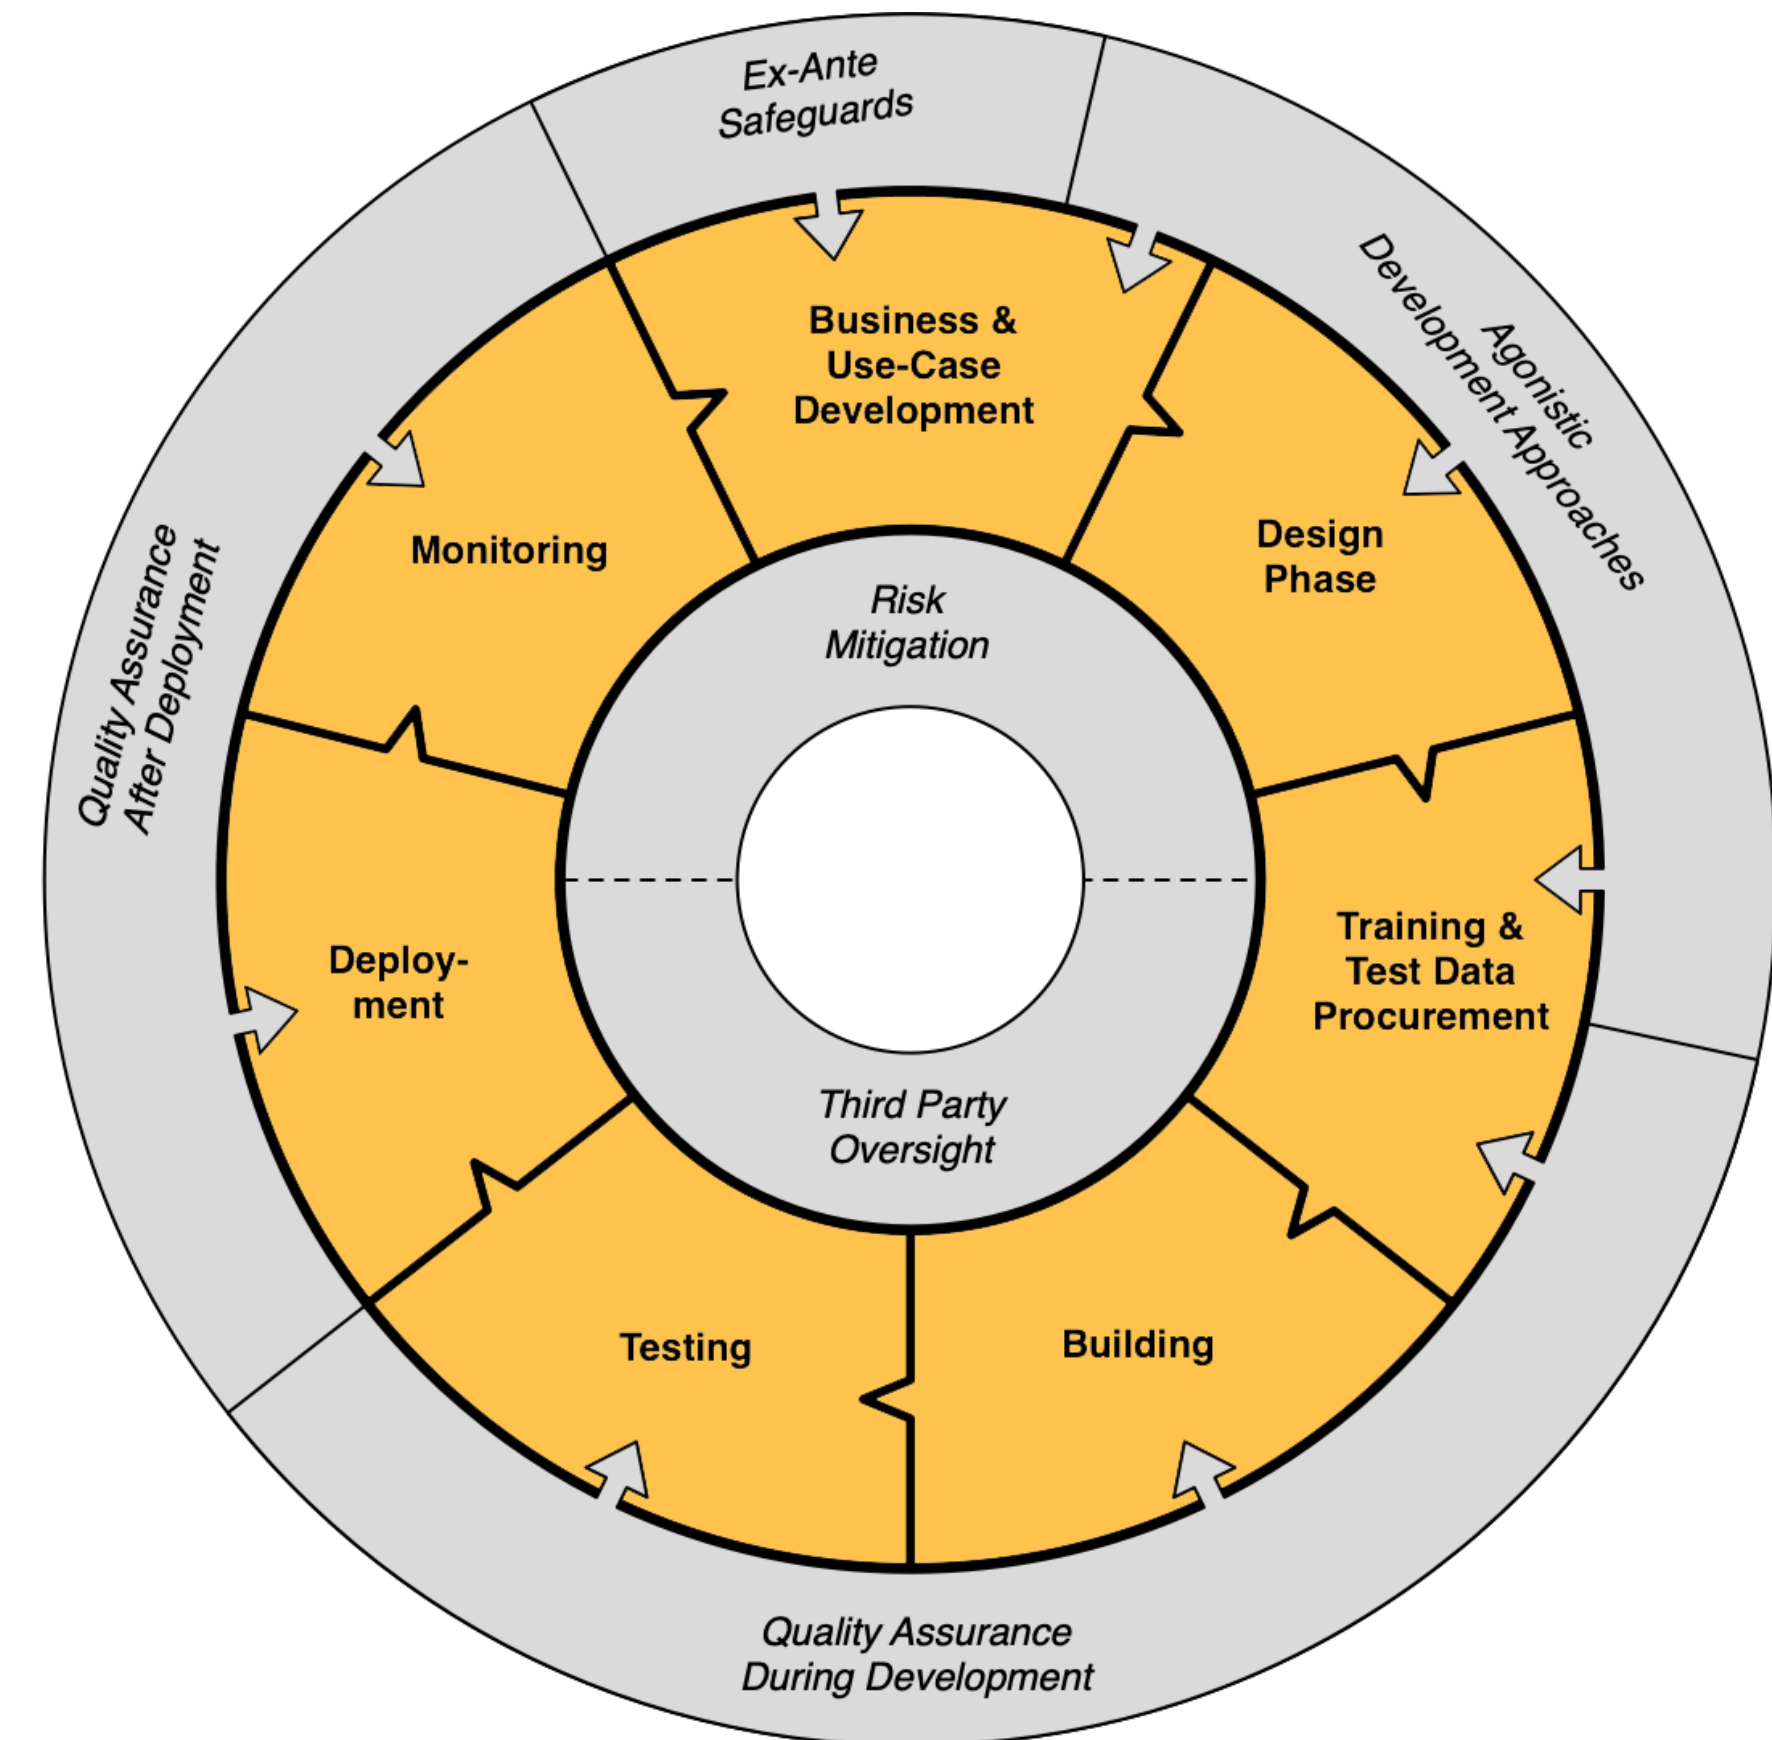 Ex-Ante
Safeguards
Agonistic
Development Approaches
Business &
Use-Case
Development
Design
Phase
Monitoring
Risk
Mitigation
Quality Assurance
After Deployment
Training &
Test Data
Procurement
Deploy-
ment
Third Party
Oversight
Testing
Building
Quality Assurance
During Development